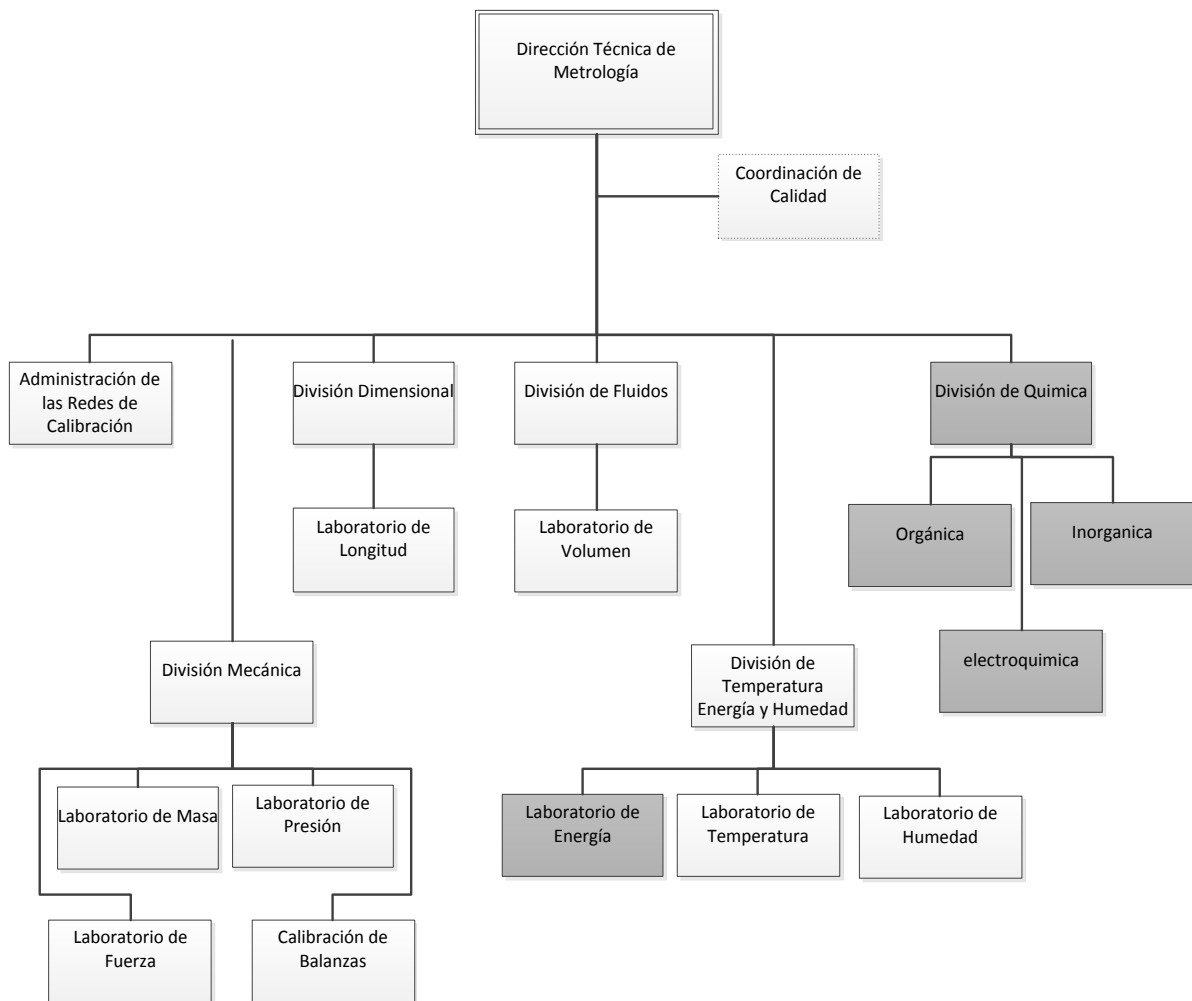 Dirección Técnica de
Metrología
Coordinación de
Calidad
Administración de
las Redes de
Calibración
División Dimensional
División de Fluidos
División de Quimica
Laboratorio de
Longitud
Laboratorio de
Volumen
Orgánica
Inorganica
División Mecánica
División de
Temperatura
Energía y Humedad
electroquimica
Laboratorio de Masa
Laboratorio de
Presión
Laboratorio de
Energía
Laboratorio de
Temperatura
Laboratorio de
Humedad
Laboratorio de
Fuerza
Calibración de
Balanzas